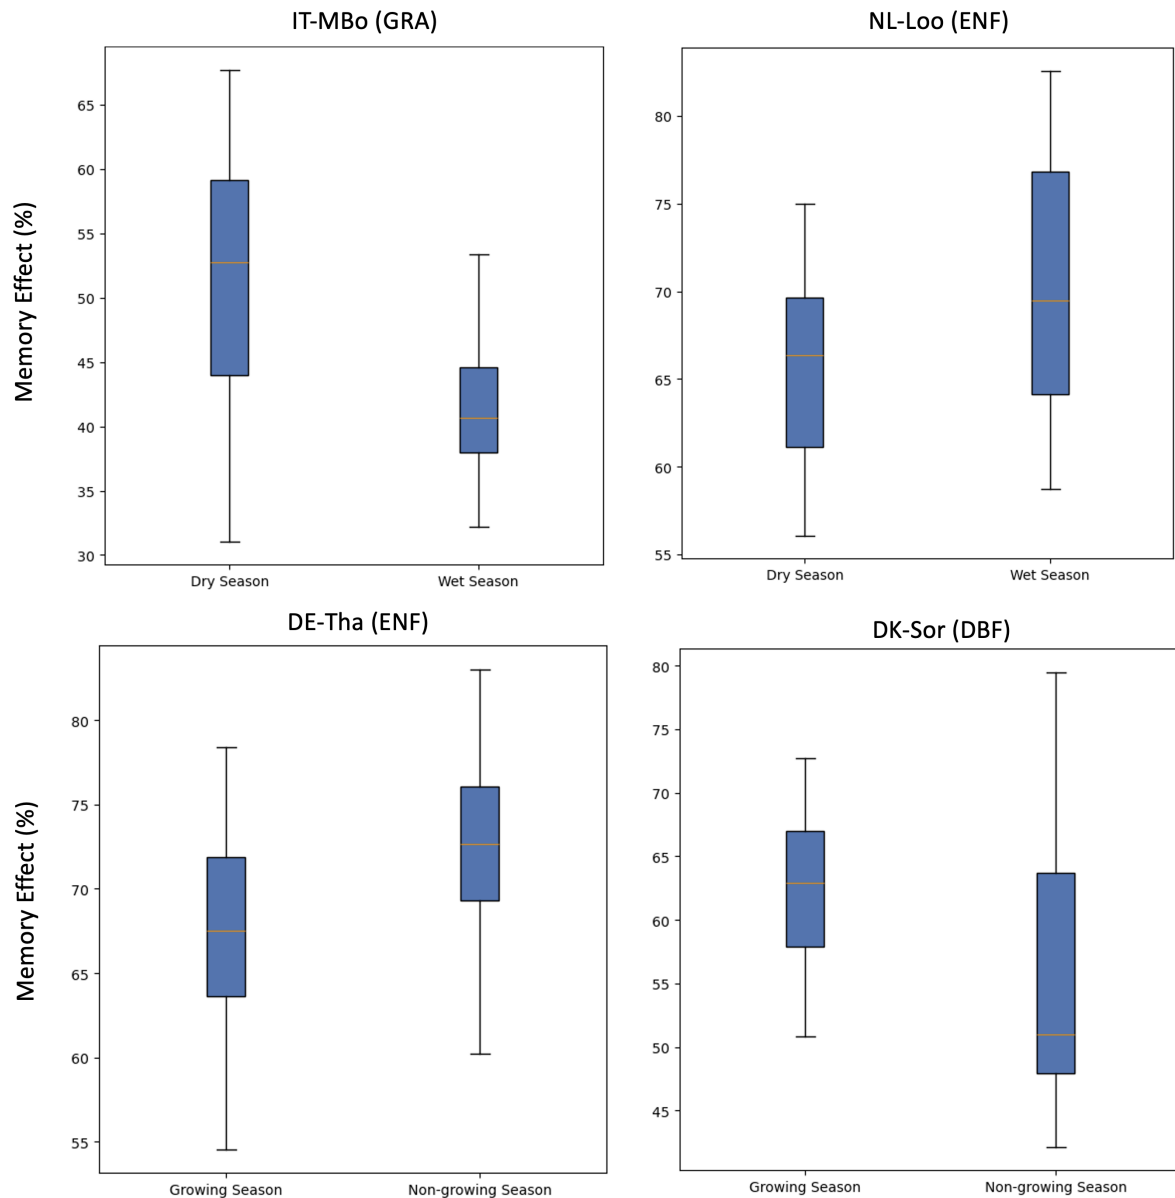 IT-MBo (GRA)
Memory Effect (%)
65
60
55
50
45
40
35
30
Dry Season
Wet Season
NL-Loo (ENF)
80
75
70
65
60
55
Dry Season
Wet Season
DE-Tha (ENF)
Memory Effect (%)
80
75
70
65
60
55
Growing Season
Non-growing Season
DK-Sor (DBF)
80
75
70
65
60
55
50
45
Growing Season
Non-growing Season